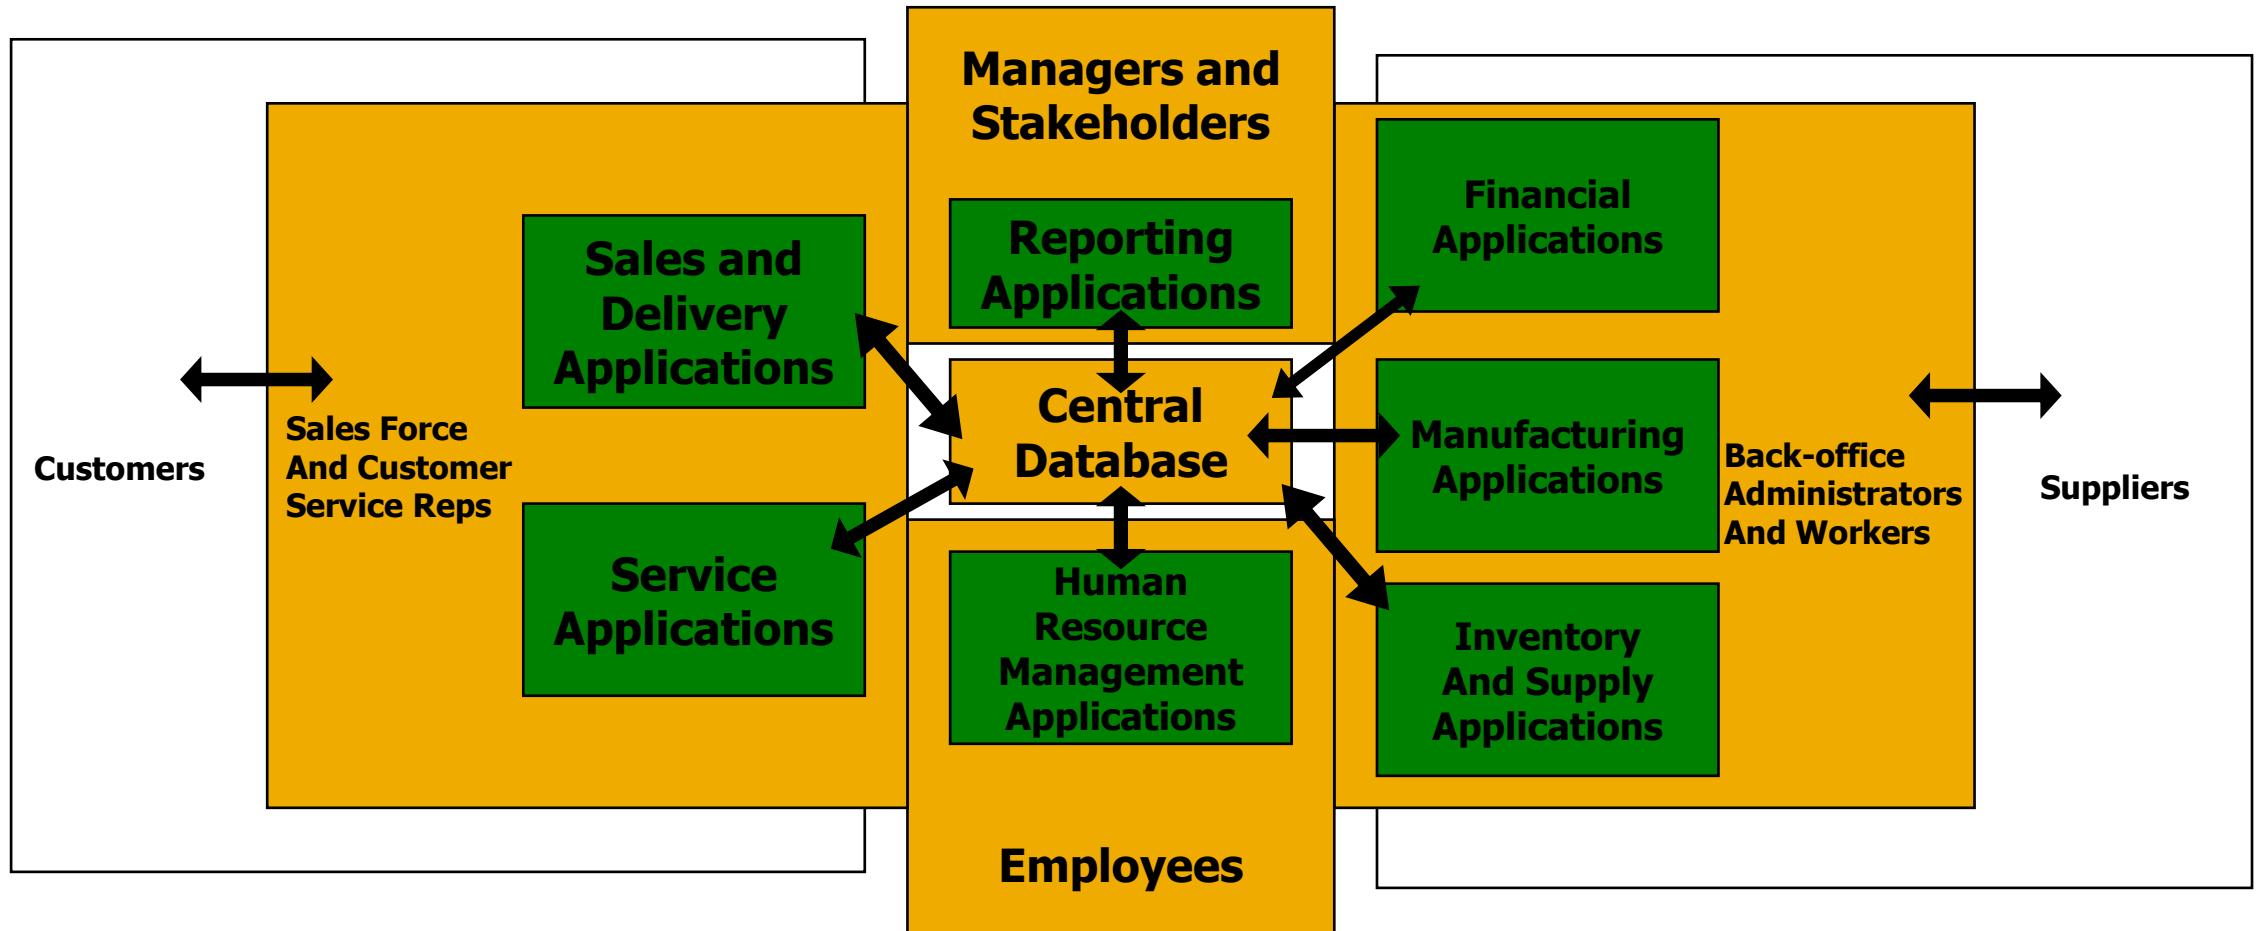 Managers and
Stakeholders
Reporting
Applications
Sales and
Delivery
Applications
Financial
Applications
Customers
Sales Force
And Customer
Service Reps
Central
Database
Manufacturing
Applications
Back-office
Administrators
And Workers
Suppliers
Service
Applications
Human
Resource
Management
Applications
Inventory
And Supply
Applications
Employees